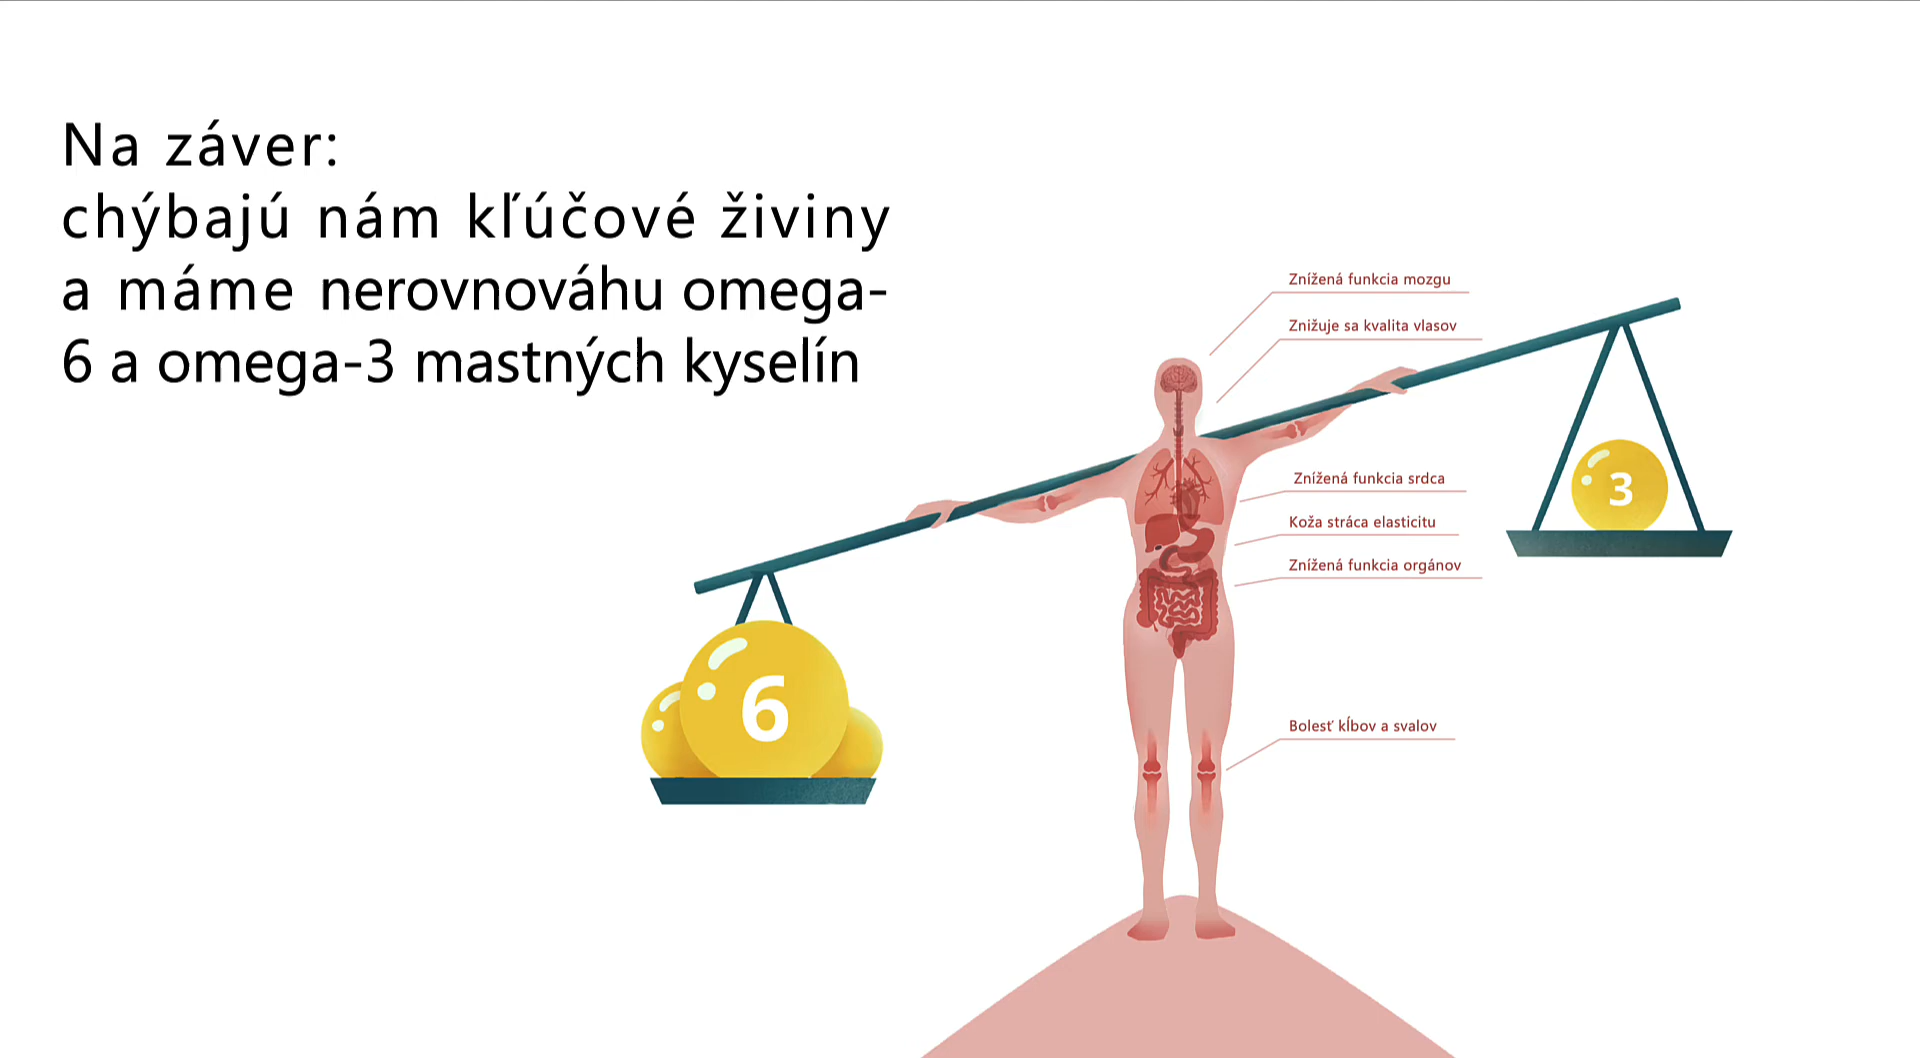 Na záver:
chýbajú nám kľúčové živiny
a máme nerovnováhu omega-
6 a omega-3 mastných kyselín
Znížená funkcia mozgu
Znižuje sa kvalita vlasov
Znížená funkcia srdca
Koža stráca elasticitu
Znížená funkcia orgánov
Bolesť kĺbov a svalov
3
6